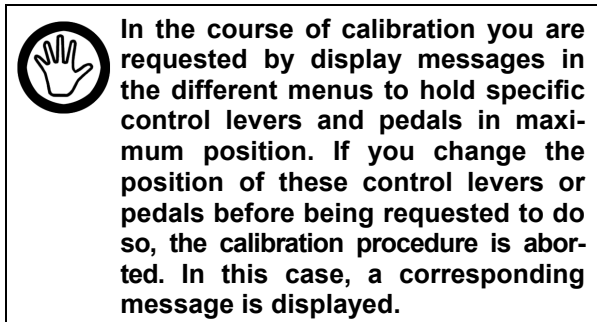 In the course of calibration you are
requested by display messages in
the different menus to hold specific
control levers and pedals in maxi-
mum position. If you change the
position of these control levers or
pedals before being requested to do
so, the calibration procedure is abor-
ted. In this case, a corresponding
message is displayed.